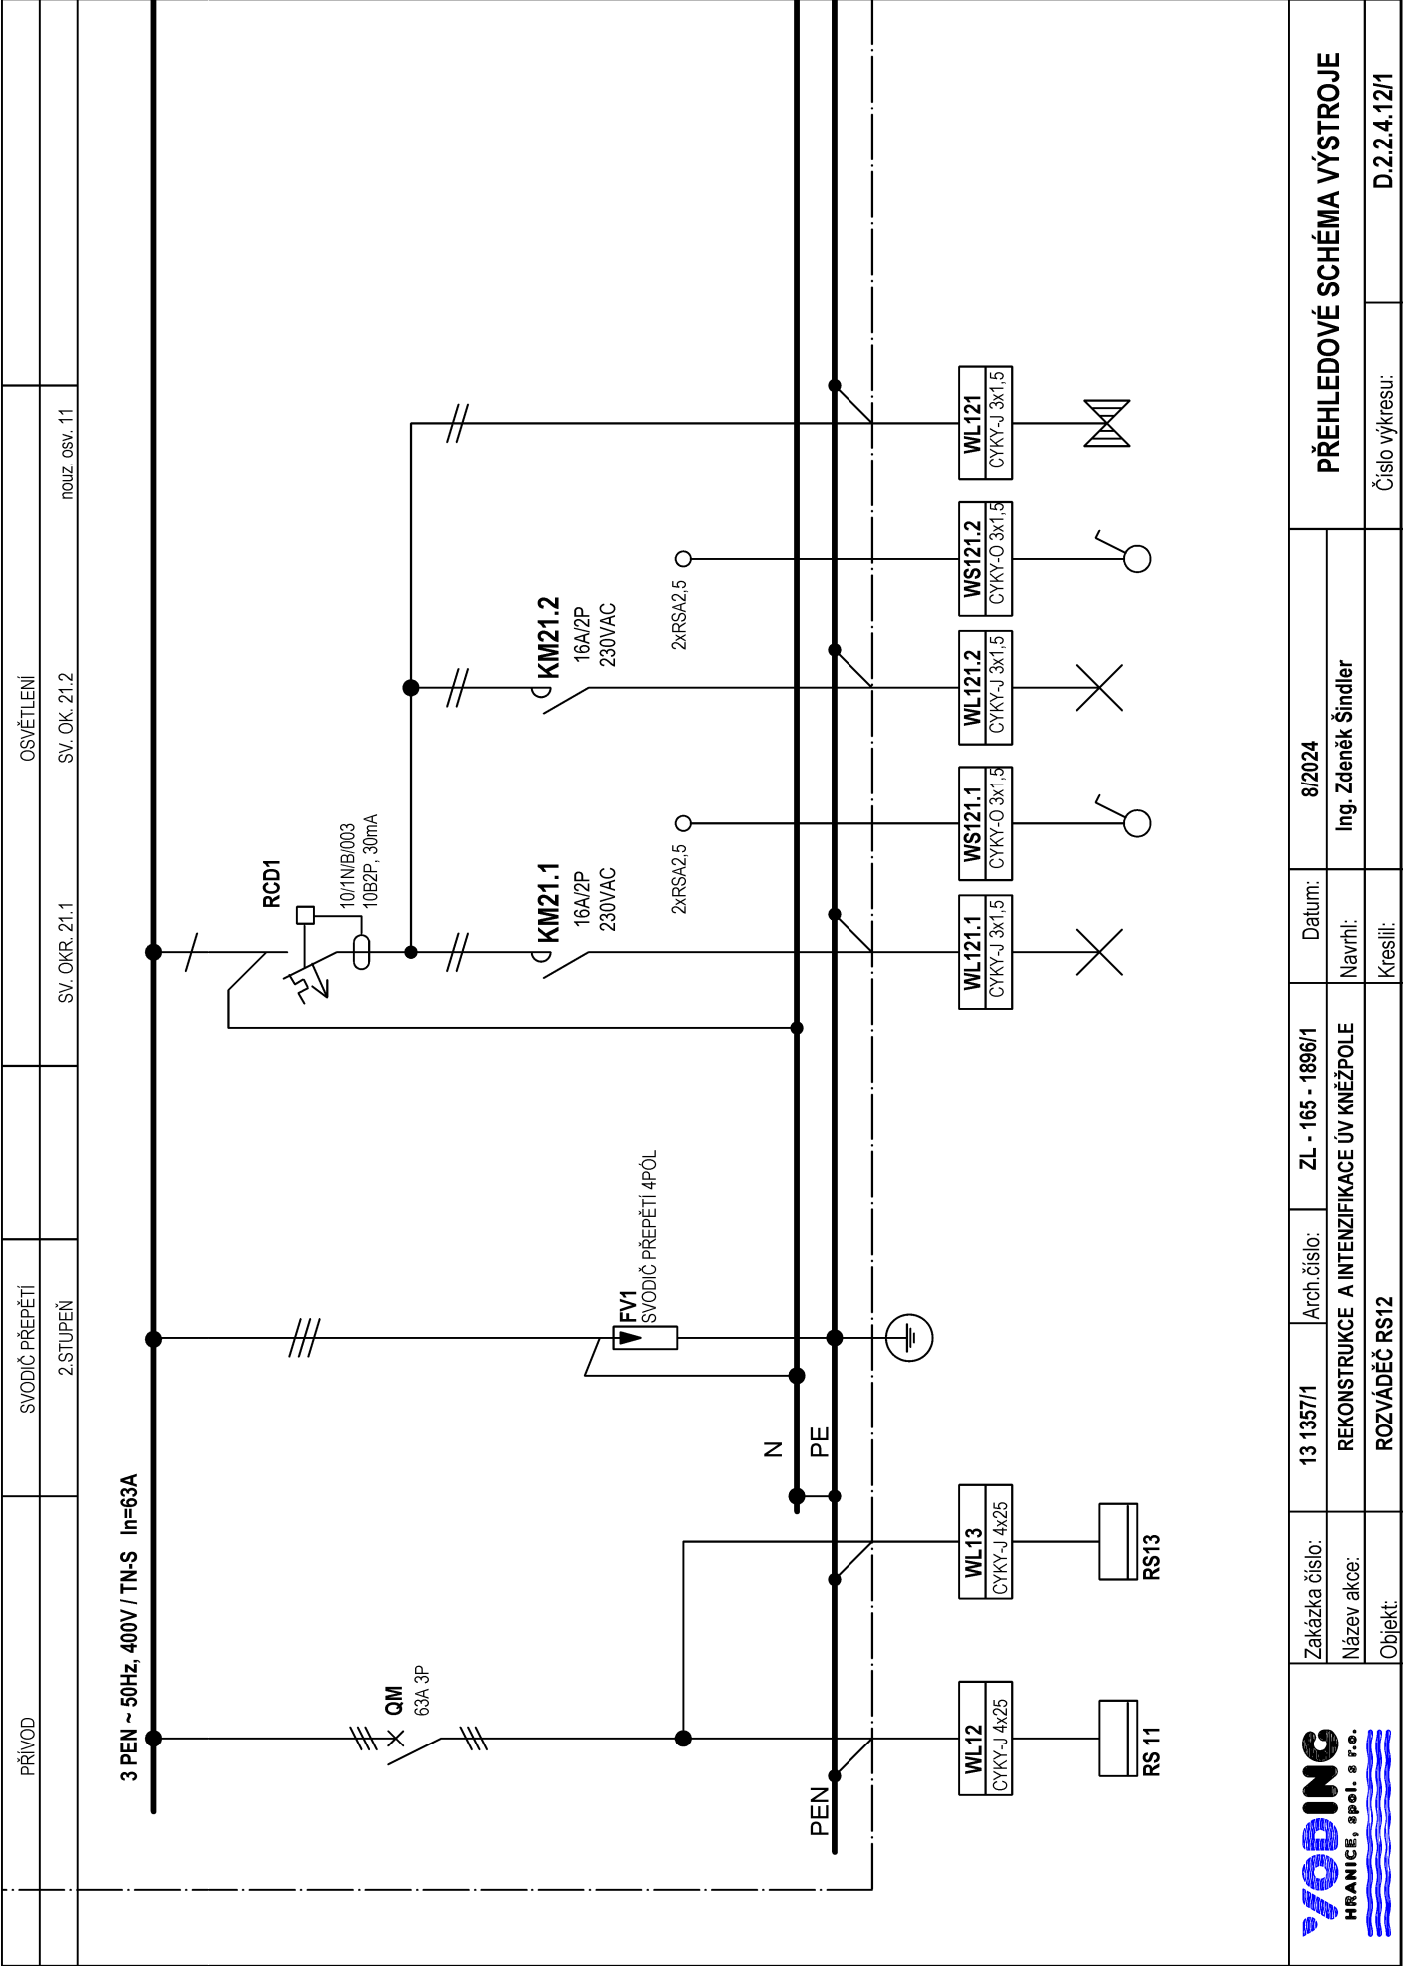 PŘÍVOD
SVODIČ PŘEPĚTÍ
OSVĚTLENÍ
2.STUPEŇ
SV. OKR. 21.1
SV. OK. 21.2
nouz. osv. 11
3 PEN ~ 50Hz, 400V / TN-S In=63A
QM
63A 3P
FV1
SVODIČ PŘEPĚTÍ 4PÓL
RCD1
10/1N/B/003
10B2P, 30mA
KM21.1
16A/2P
230VAC
KM21.2
16A/2P
230VAC
2xRSA2,5
2xRSA2,5
N
PE
PEN
WL12
CYKY-J 4x25
WL13
CYKY-J 4x25
WL121.1
CYKY-J 3x1,5
WS121.1
CYKY-O 3x1,5
WL121.2
CYKY-J 3x1,5
WS121.2
CYKY-O 3x1,5
WL121
CYKY-J 3x1,5
RS 11
RS13
VODING
HRANICE, spol. s r.o.
Zakázka číslo: 13 1357/1 Arch.číslo: ZL - 165 - 1896/1 Datum: 8/2024
Název akce: REKONSTRUKCE A INTENZIFIKACE ÚV KNĚŽPOLE Navrhl: Ing. Zdeněk Šindler
Objekt: ROZVÁDĚČ RS12 Kreslil:
PŘEHLEDOVÉ SCHÉMA VÝSTROJE
Číslo výkresu: D.2.2.4.12/1